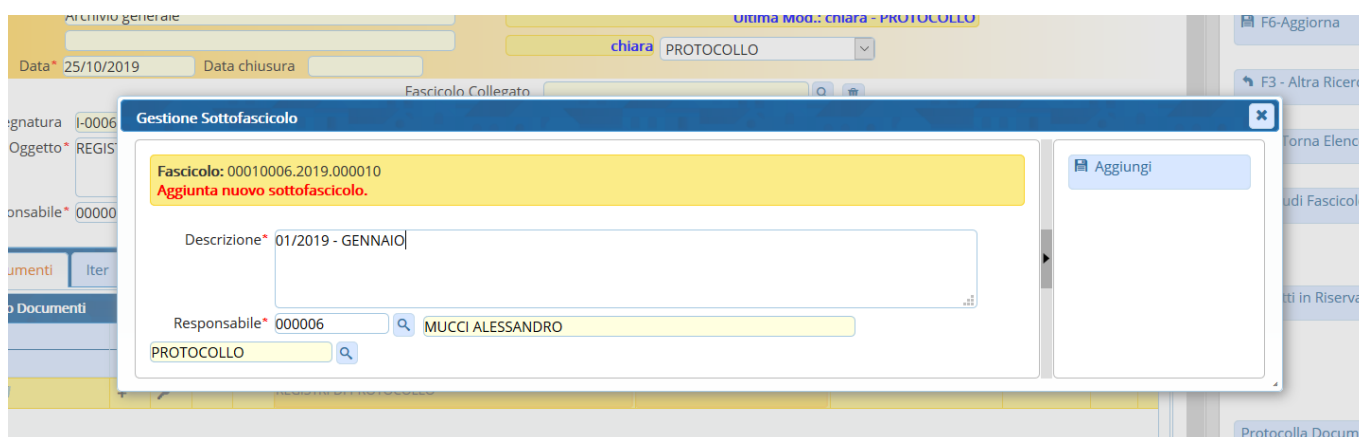 Archivio generale
Ultima Mod.: chiara - PROTOCOLLO
F6-Aggiorna
chiara PROTOCOLLO
Data* 25/10/2019 Data chiusura
Fascicolo Collegato
F3 - Altra Ricerc
egnatura I-0006
Gestione Sottofascicolo
Oggetto* REGIS
Torna Elenc
Fascicolo: 00010006.2019.000010
Aggiunta nuovo sottofascicolo.
Aggiungi
onsabile* 00000
udi Fascicol
Descrizione* 01/2019 - GENNAIO
umenti Iter
o Documenti
tti in Riserva
Responsabile* 000006 MUCCI ALESSANDRO
PROTOCOLLO
REGISTRI DI PROTOCOLLO
Protocolla Docum